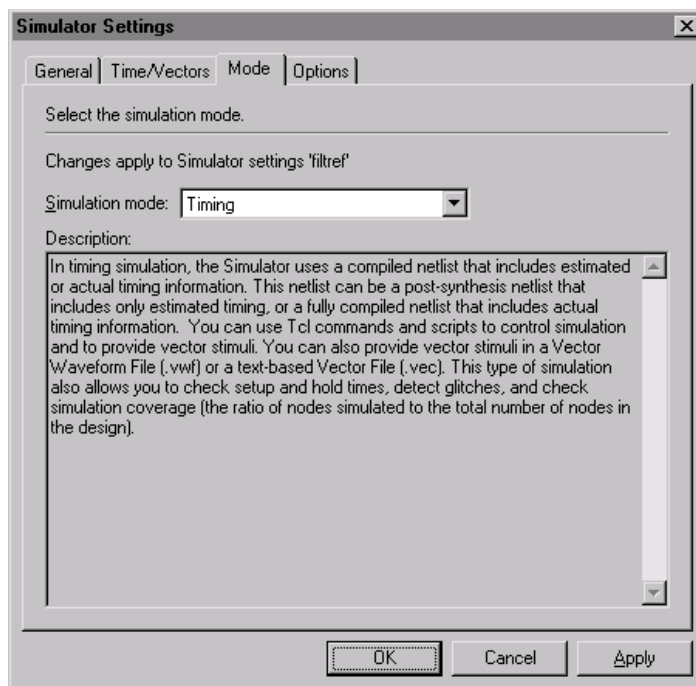 Simulator Settings
General Time/Vectors Mode Options
Select the simulation mode.
Changes apply to Simulator settings 'filtref'
Simulation mode: Timing
Description:
In timing simulation, the Simulator uses a compiled netlist that includes estimated
or actual timing information. This netlist can be a post-synthesis netlist that
includes only estimated timing, or a fully compiled netlist that includes actual
timing information.  You can use Tcl commands and scripts to control simulation
and to provide vector stimuli. You can also provide vector stimuli in a Vector
Waveform File (.vwf) or a text-based Vector File (.vec). This type of simulation
also allows you to check setup and hold times, detect glitches, and check
simulation coverage (the ratio of nodes simulated to the total number of nodes in
the design).
OK Cancel Apply